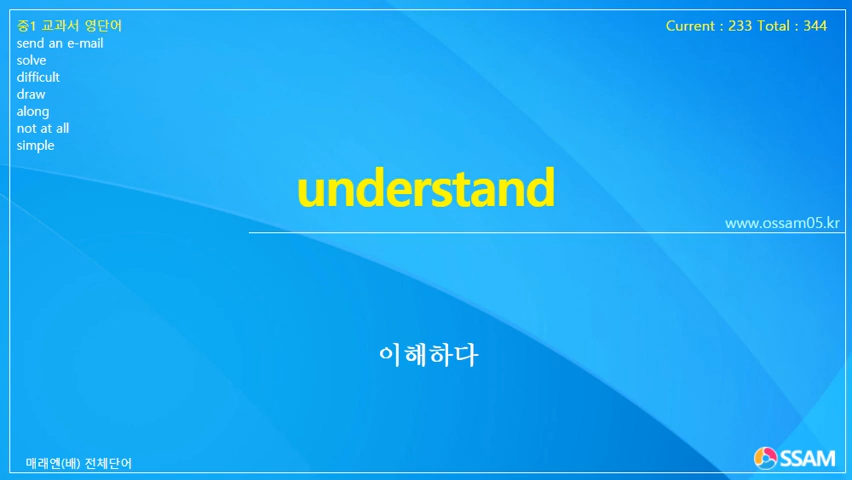 중1 교과서 영단어
Current : 233 Total : 344
send an e-mail
solve
difficult
draw
along
not at all
simple
understand
www.ossam05.kr
이해하다
매래엔(배) 전체단어
OSSAM